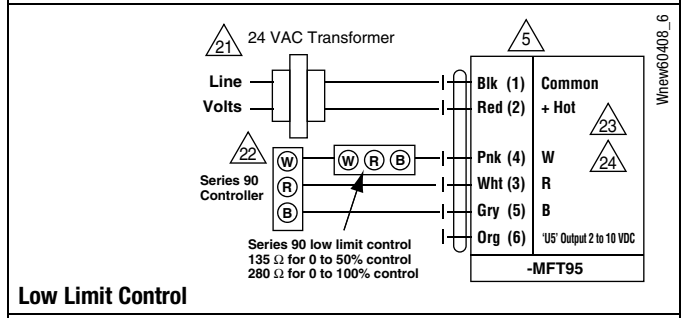 21 24 VAC Transformer
5
Wnew60408_6
Line
Volts
Blk (1) Common
Red (2) + Hot
23
22
W
R
B
W R B
Series 90
Controller
Pnk (4) W
24
Wht (3) R
Gry (5) B
Org (6) 'U5' Output 2 to 10 VDC
Series 90 low limit control
135 Ω for 0 to 50% control
280 Ω for 0 to 100% control
-MFT95
Low Limit Control